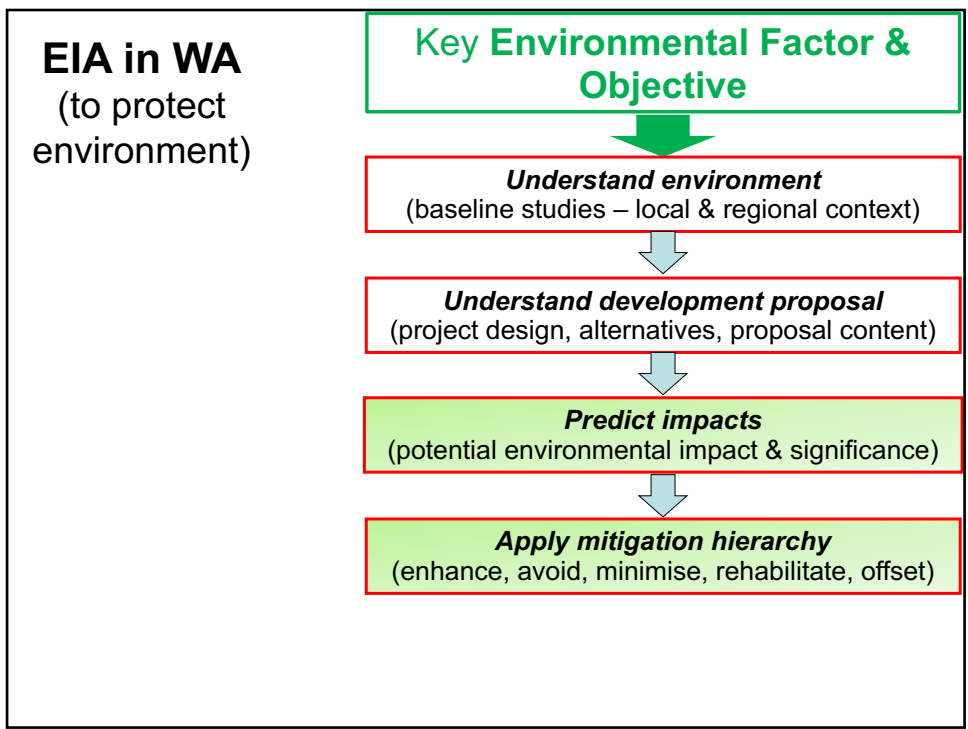 EIA in WA
(to protect
environment)
Key Environmental Factor &
Objective
Understand environment
(baseline studies – local & regional context)
Understand development proposal
(project design, alternatives, proposal content)
Predict impacts
(potential environmental impact & significance)
Apply mitigation hierarchy
(enhance, avoid, minimise, rehabilitate, offset)